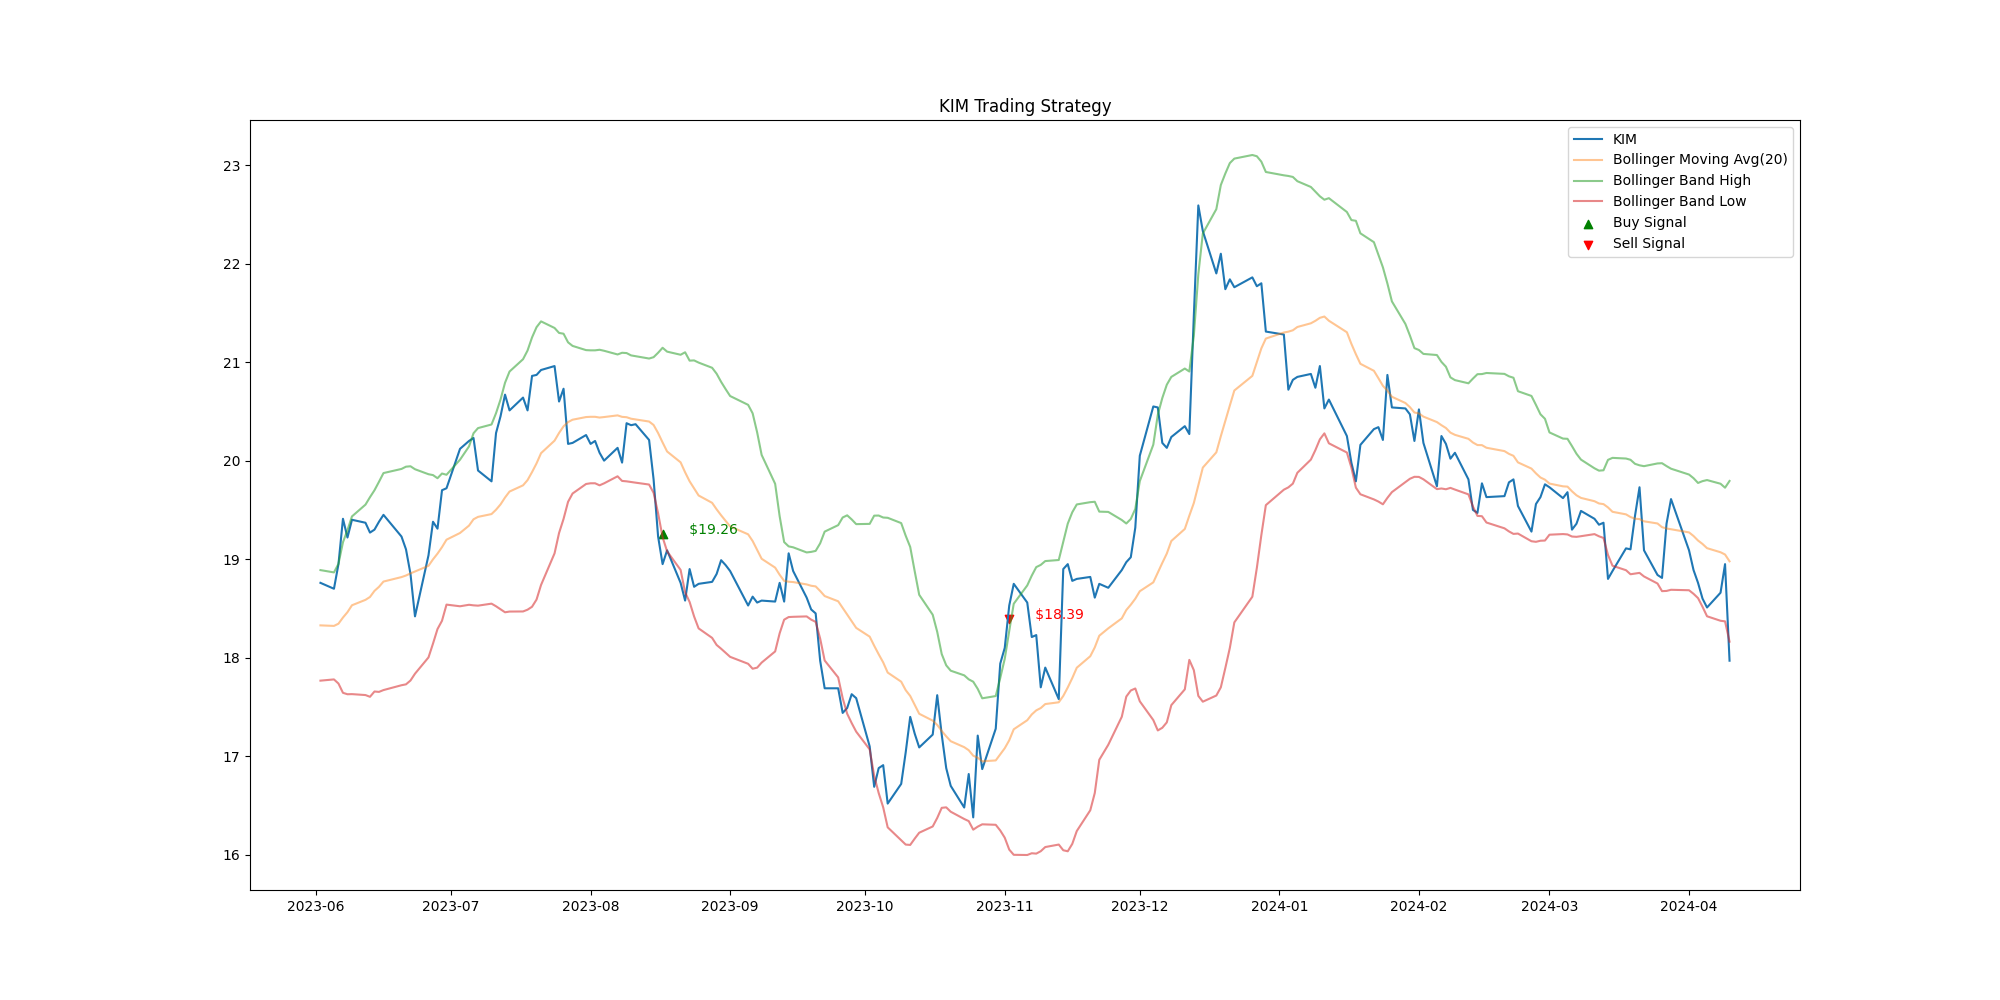 KIM Trading Strategy
KIM
Bollinger Moving Avg(20)
Bollinger Band High
Bollinger Band Low
Buy Signal
Sell Signal
23
22
21
20
19
18
17
16
$19.26
$18.39
2023-06 2023-07 2023-08 2023-09 2023-10 2023-11 2023-12 2024-01 2024-02 2024-03 2024-04